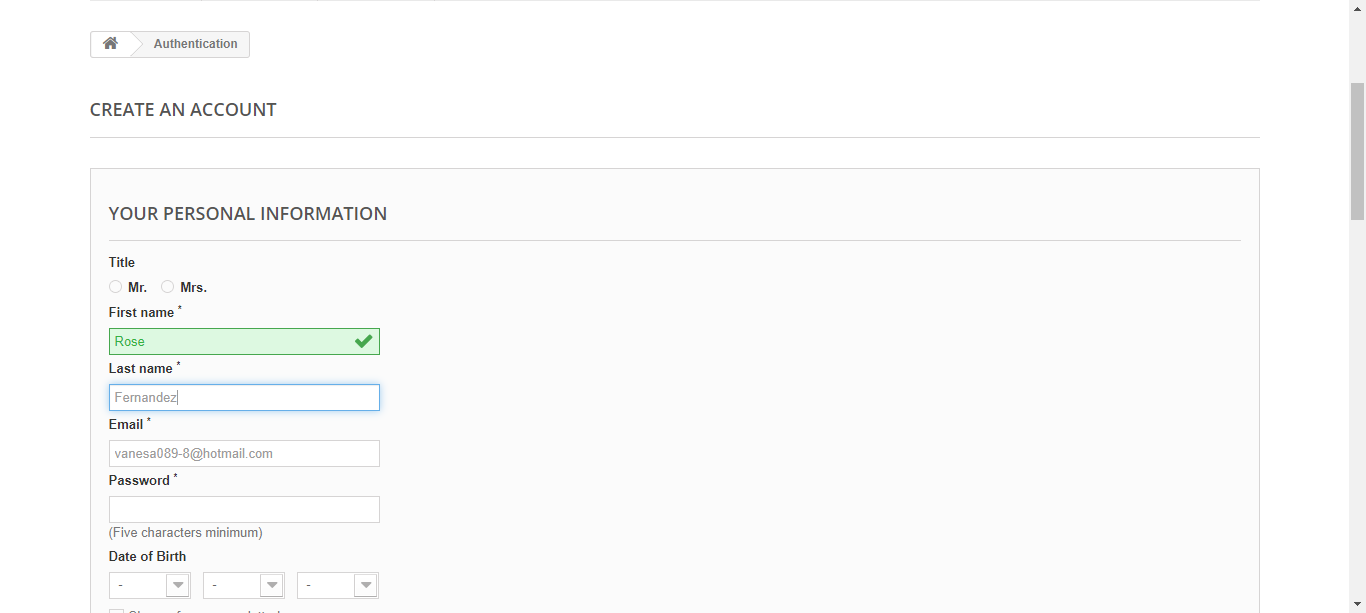 Authentication
CREATE AN ACCOUNT
YOUR PERSONAL INFORMATION
Title
Mr. Mrs.
First name *
Rose
Last name *
Fernandez
Email *
vanesa089-8@hotmail.com
Password *
(Five characters minimum)
Date of Birth
- - -